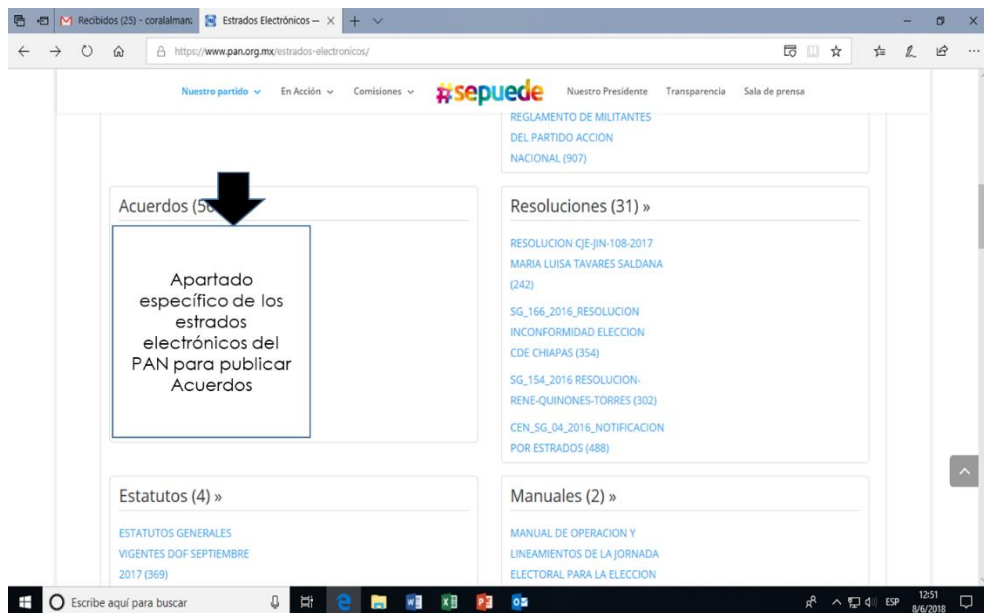 Recibidos (25) - coralalman:
Estrados Electrónicos —
https://www.pan.org.mx/estrados-electronicos/
Nuestro partido
En Acción
Comisiones
#sepuede
Nuestro Presidente
Transparencia
Sala de prensa
REGLAMENTO DE MILITANTES
DEL PARTIDO ACCION
NACIONAL (907)
Acuerdos
Apartado
específico de los
estrados
electrónicos del
PAN para publicar
Acuerdos
Resoluciones (31) »
RESOLUCION CJE-JIN-108-2017
MARIA LUISA TAVARES SALDANA
(242)
SG_166_2016_RESOLUCION
INCONFORMIDAD ELECCION
CDE CHIAPAS (354)
SG_154_2016 RESOLUCION-
RENE-QUINONES-TORRES (302)
CEN_SG_04_2016_NOTIFICACION
POR ESTRADOS (488)
Estatutos (4) »
ESTATUTOS GENERALES
VIGENTES DOF SEPTIEMBRE
2017 (369)
Manuales (2) »
MANUAL DE OPERACION Y
LINEAMIENTOS DE LA JORNADA
ELECTORAL PARA LA ELECCION
Escribe aquí para buscar
ESP
12:51
8/6/2018